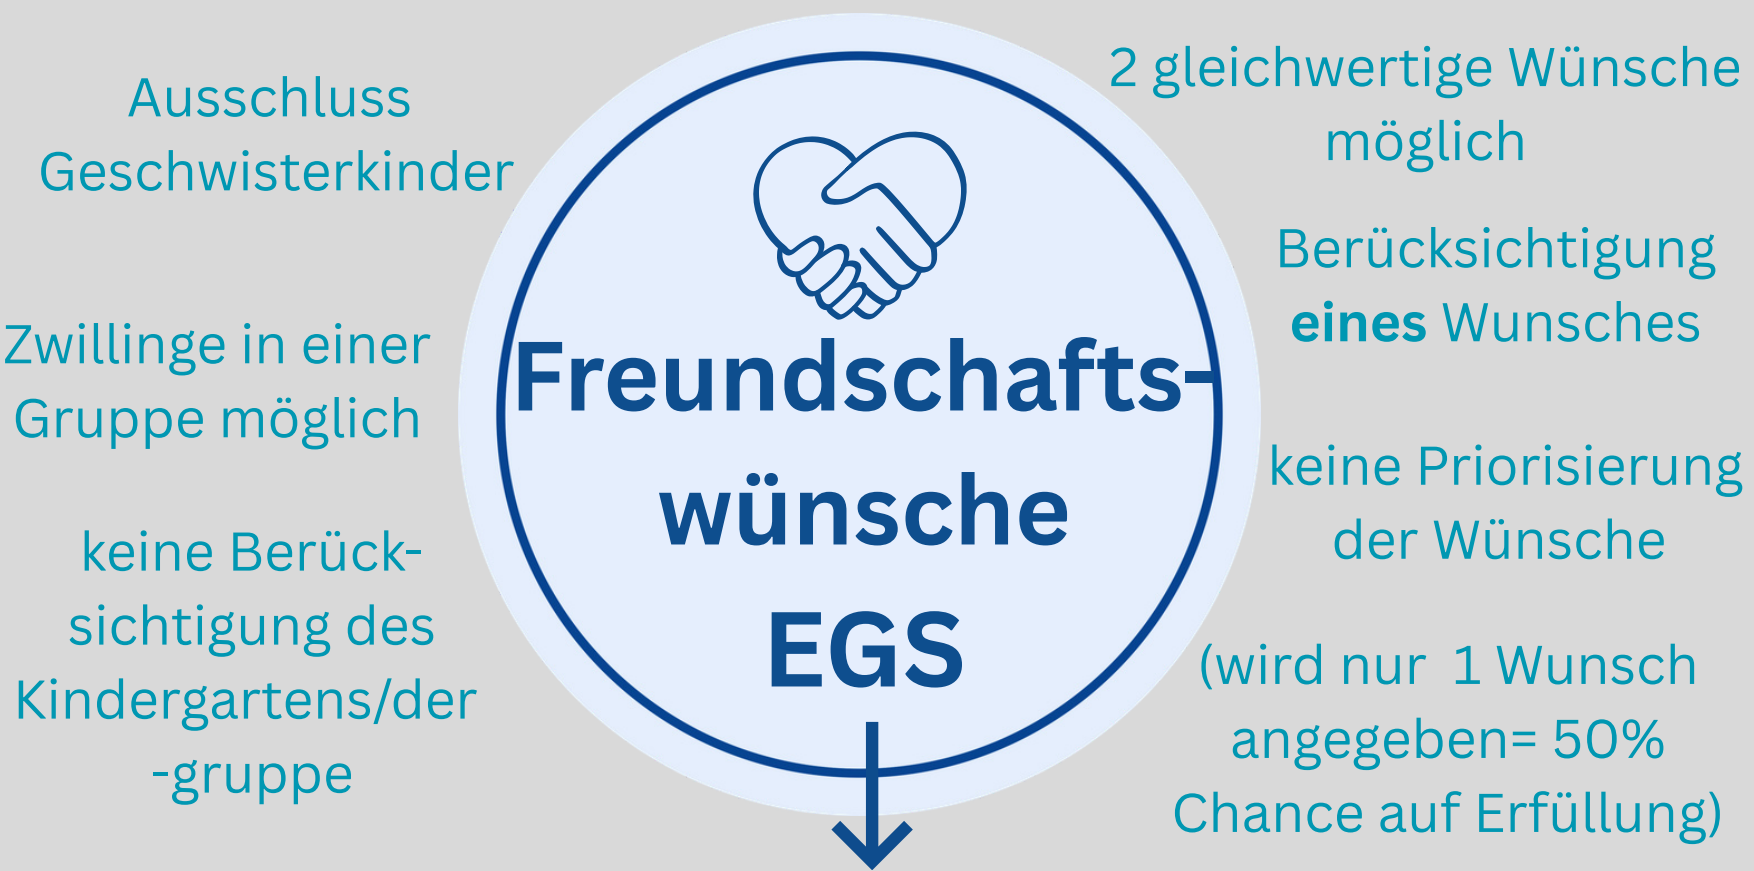 Ausschluss
Geschwisterkinder
Zwillinge in einer
Gruppe möglich
keine Berück-
sichtigung des
Kindergartens/der
-gruppe
Freundschafts-
wünsche
EGS
2 gleichwertige Wünsche
möglich
Berücksichtigung
eines Wunsches
keine Priorisierung
der Wünsche
(wird nur 1 Wunsch
angegeben= 50%
Chance auf Erfüllung)